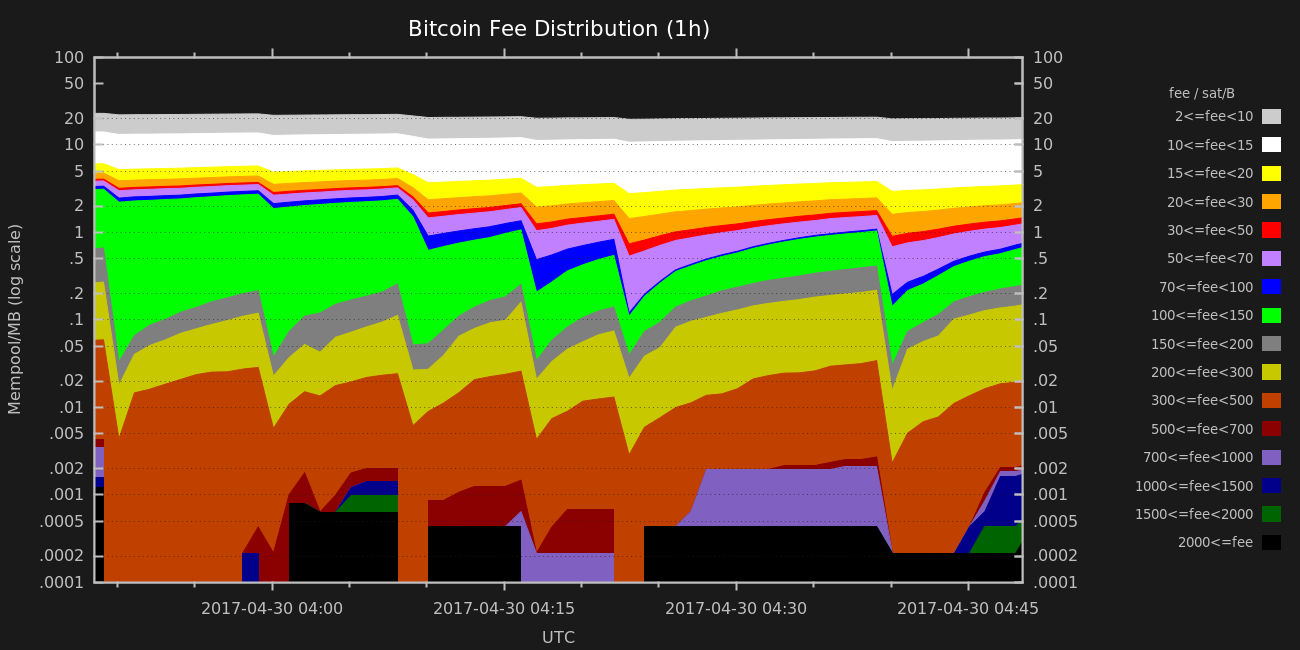 Bitcoin Fee Distribution (1h)
100
50
20
10
5
2
1
.5
.2
.1
.05
.02
.01
.005
.002
.001
.0005
.0002
.0001
Mempool/MB (log scale)
100
50
20
10
5
2
1
.5
.2
.1
.05
.02
.01
.005
.002
.001
.0005
.0002
.0001
2017-04-30 04:00
2017-04-30 04:15
2017-04-30 04:30
2017-04-30 04:45
UTC
fee / sat/B
2<=fee<10
10<=fee<15
15<=fee<20
20<=fee<30
30<=fee<50
50<=fee<70
70<=fee<100
100<=fee<150
150<=fee<200
200<=fee<300
300<=fee<500
500<=fee<700
700<=fee<1000
1000<=fee<1500
1500<=fee<2000
2000<=fee